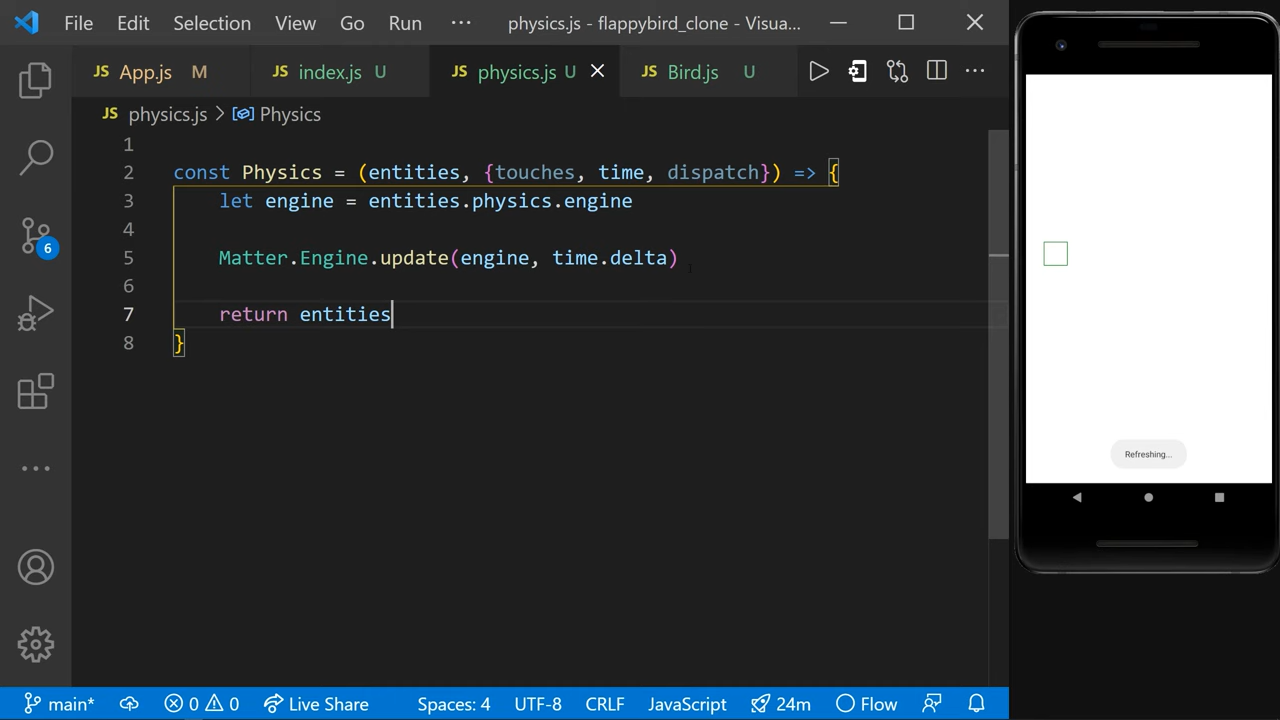 File Edit Selection View Go Run ··· physics.js - flappybird_clone - Visua...
JS App.js M JS index.js U JS physics.js U JS Bird.js U ···
JS physics.js > Physics
1
2 const Physics = (entities, {touches, time, dispatch}) => {
3 let engine = entities.physics.engine
4
5 Matter.Engine.update(engine, time.delta)
6
7 return entities
8 }
6
Refreshing...
main* 0 0 Live Share Spaces: 4 UTF-8 CRLF JavaScript 24m Flow